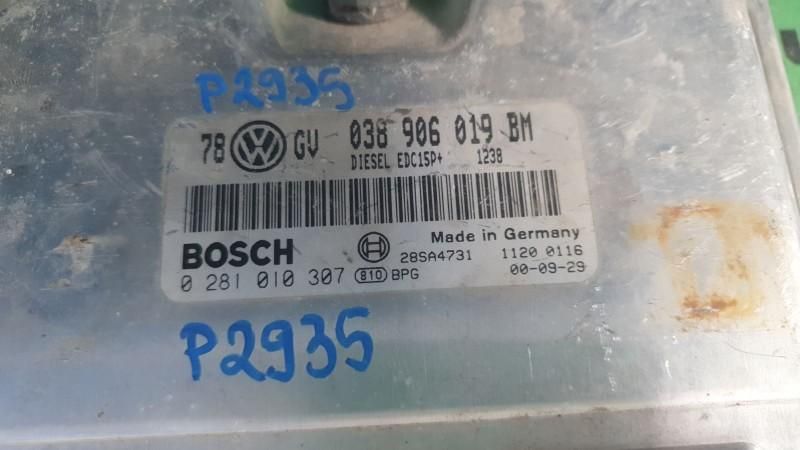 P2935
78 VW GV 038 906 019 BM
DIESEL EDC15P+ 1238
BOSCH Made in Germany
28SA4731 1120 0116
0 281 010 307 810 BPG 00-09-29
P2935